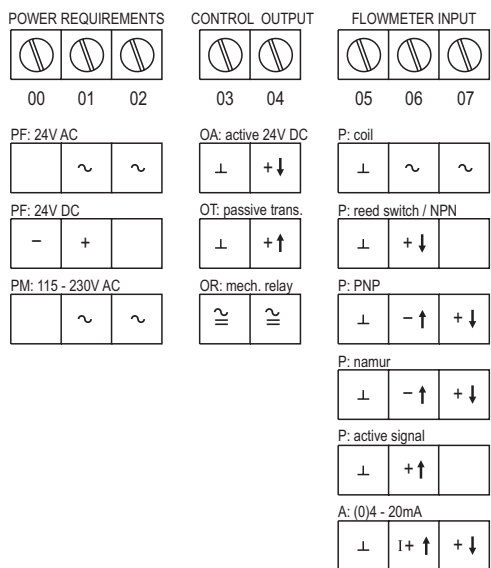 POWER REQUIREMENTS CONTROL OUTPUT FLOWMETER INPUT
00 01 02 03 04 05 06 07
PF: 24V AC OA: active 24V DC P: coil
~ ~ ⊥ +↓ ⊥ ~ ~
PF: 24V DC OT: passive trans. P: reed switch / NPN
− + ⊥ +↑ ⊥ +↓
PM: 115 - 230V AC OR: mech. relay P: PNP
~ ~ ≅ ≅ ⊥ −↑ +↓
P: namur
⊥ −↑ +↓
P: active signal
⊥ +↑
A: (0)4 - 20mA
⊥ I+ ↑ +↓